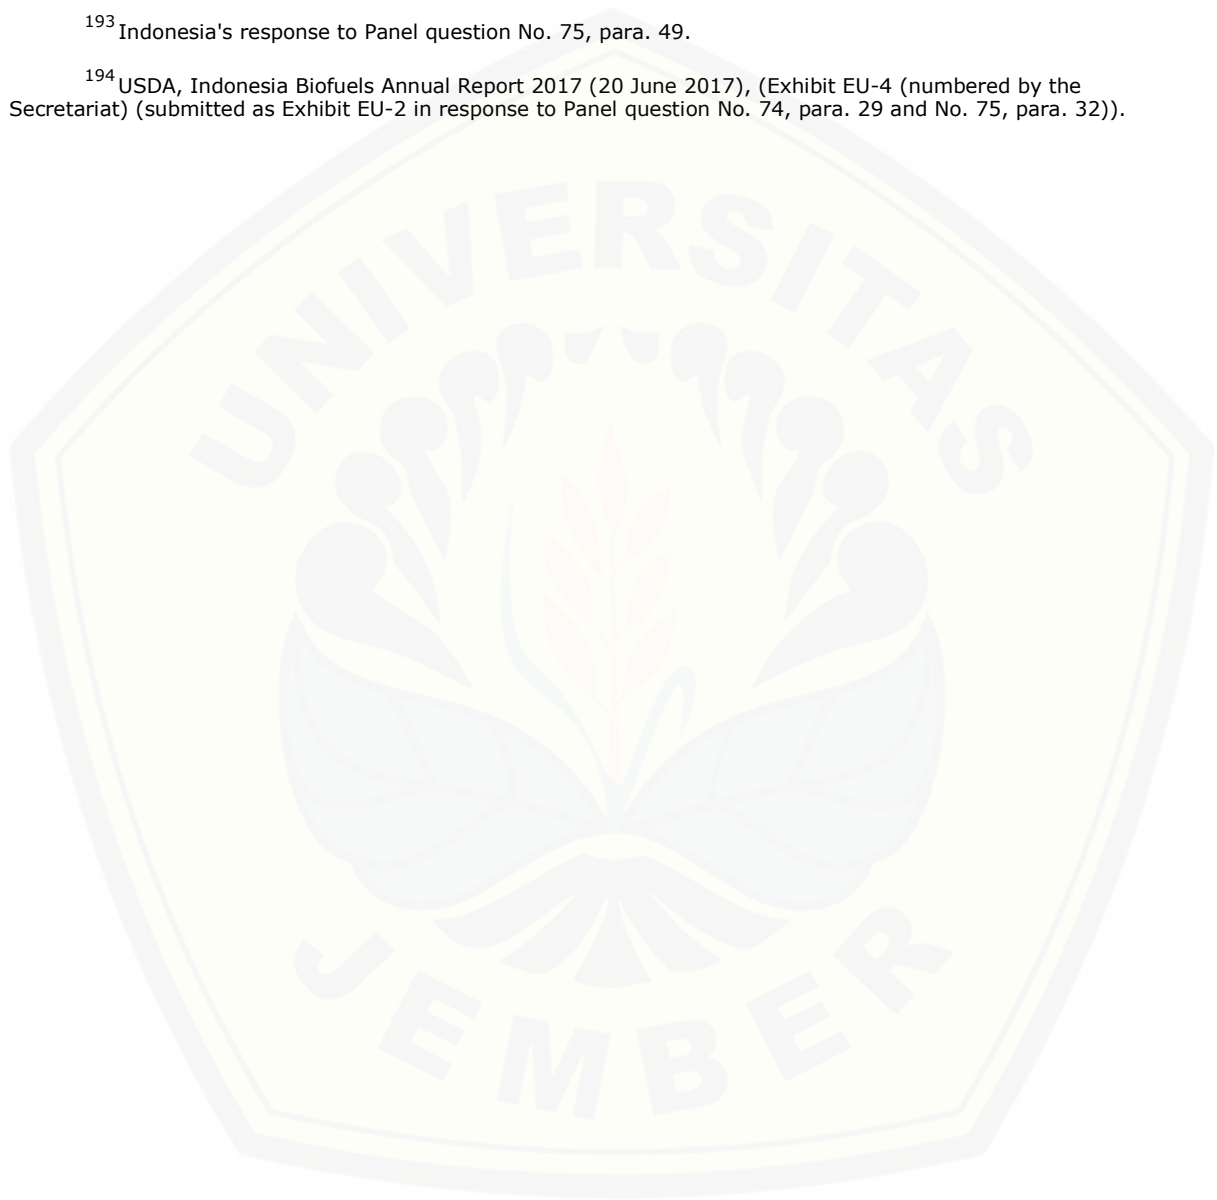 193 Indonesia's response to Panel question No. 75, para. 49.
194 USDA, Indonesia Biofuels Annual Report 2017 (20 June 2017), (Exhibit EU-4 (numbered by the
Secretariat) (submitted as Exhibit EU-2 in response to Panel question No. 74, para. 29 and No. 75, para. 32)).
UNIVERSITAS
JEMBER